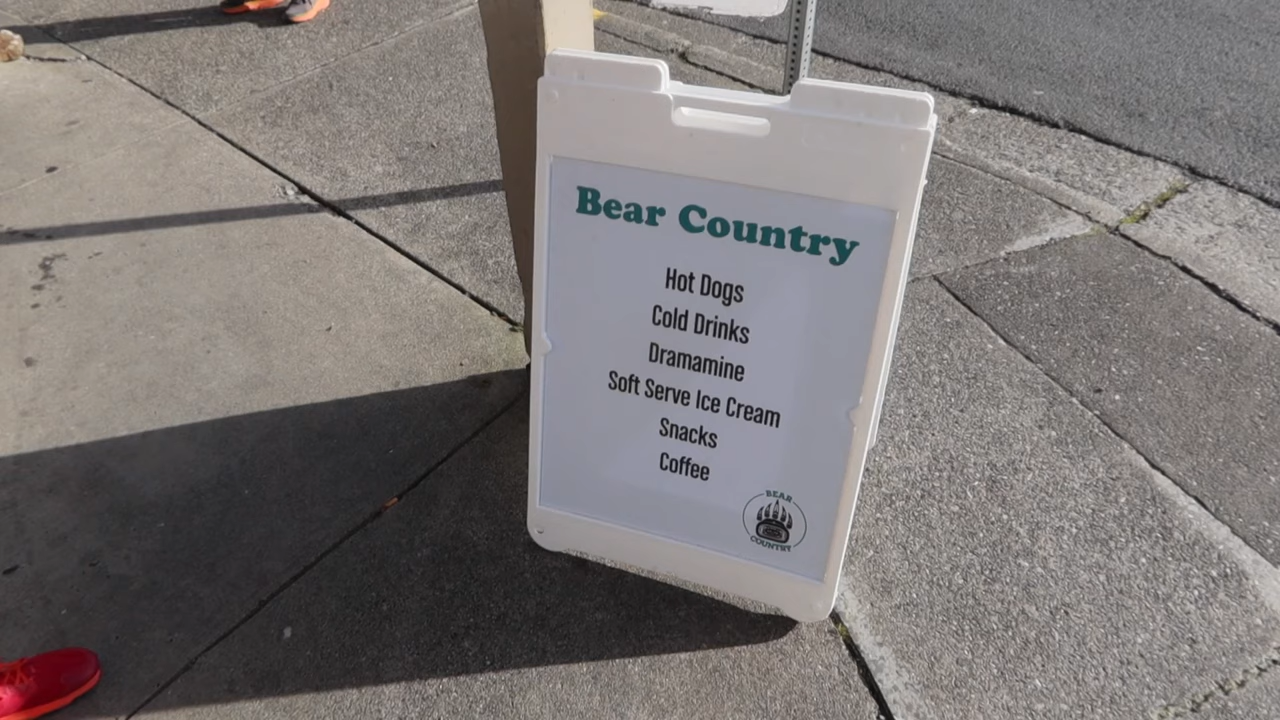 Bear Country
Hot Dogs
Cold Drinks
Dramamine
Soft Serve Ice Cream
Snacks
Coffee
BEAR
COUNTRY